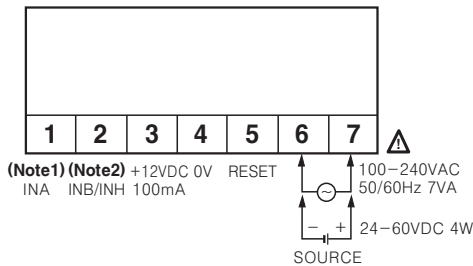 1 2 3 4 5 6 7
(Note1) (Note2) +12VDC 0V RESET 100−240VAC
INA INB/INH 100mA 50/60Hz 7VA
− + 24−60VDC 4W
SOURCE